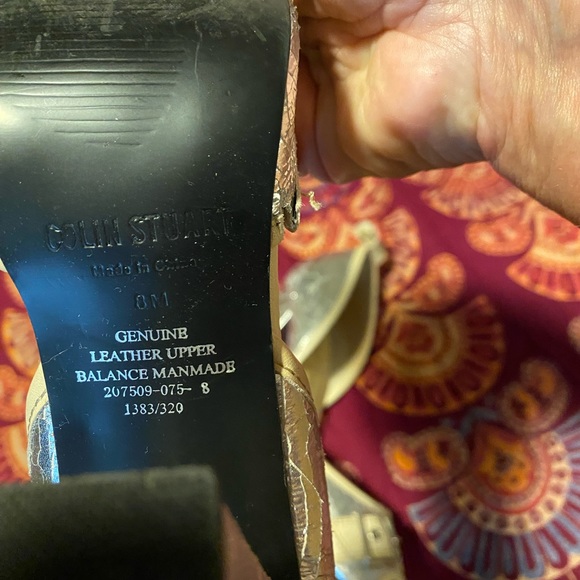 COLIN STUART
Made in China
8M
GENUINE
LEATHER UPPER
BALANCE MANMADE
207509-075- 8
1383/320